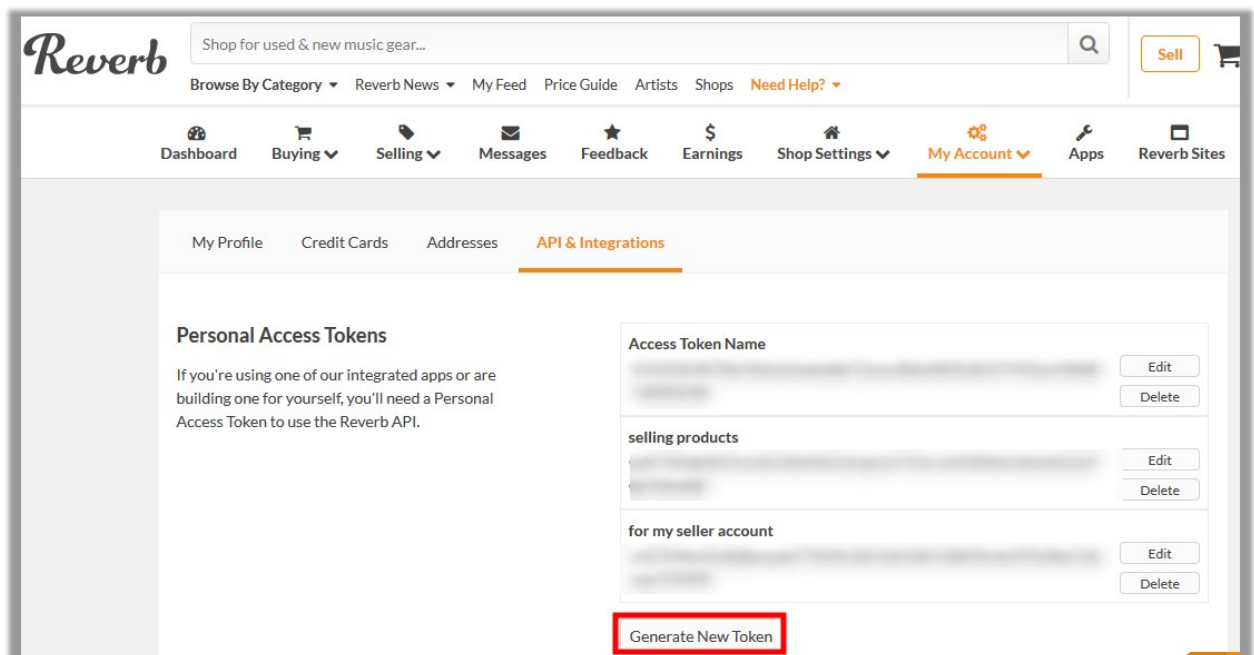 Reverb
Shop for used & new music gear...
Sell
Browse By Category Reverb News My Feed Price Guide Artists Shops Need Help?
Dashboard Buying Selling Messages Feedback Earnings Shop Settings My Account Apps Reverb Sites
My Profile Credit Cards Addresses API & Integrations
Personal Access Tokens
If you're using one of our integrated apps or are
building one for yourself, you'll need a Personal
Access Token to use the Reverb API.
Access Token Name
Edit
Delete
selling products
Edit
Delete
for my seller account
Edit
Delete
Generate New Token